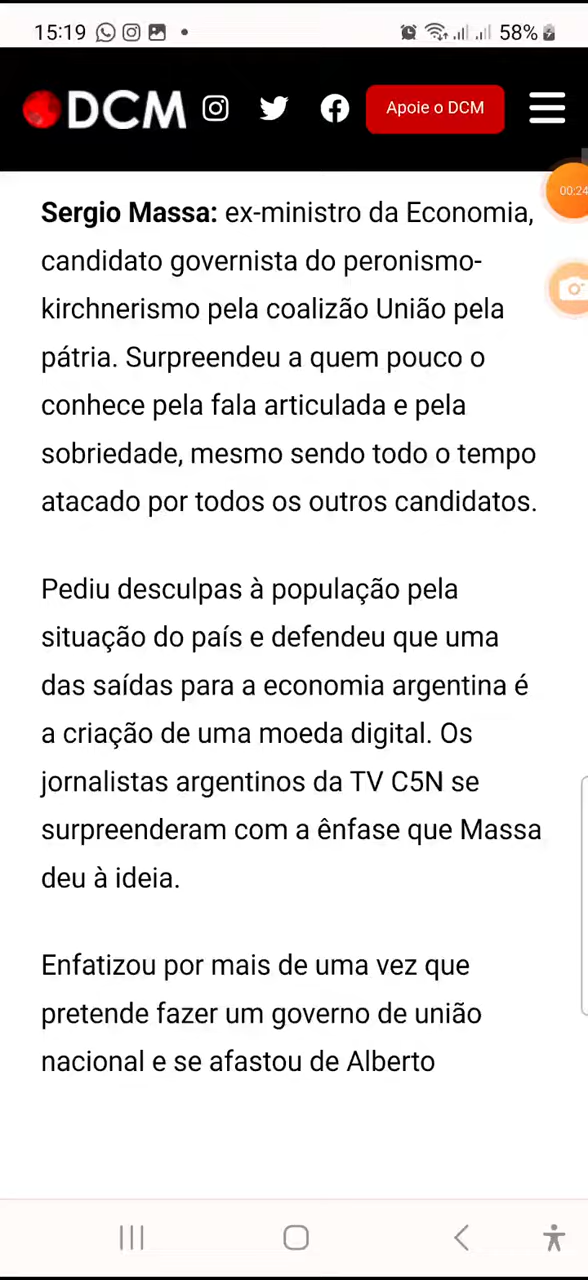 15:19
58%
DCM
Apoie o DCM
00:24
Sergio Massa: ex-ministro da Economia,
candidato governista do peronismo-
kirchnerismo pela coalizão União pela
pátria. Surpreendeu a quem pouco o
conhece pela fala articulada e pela
sobriedade, mesmo sendo todo o tempo
atacado por todos os outros candidatos.
Pediu desculpas à população pela
situação do país e defendeu que uma
das saídas para a economia argentina é
a criação de uma moeda digital. Os
jornalistas argentinos da TV C5N se
surpreenderam com a ênfase que Massa
deu à ideia.
Enfatizou por mais de uma vez que
pretende fazer um governo de união
nacional e se afastou de Alberto